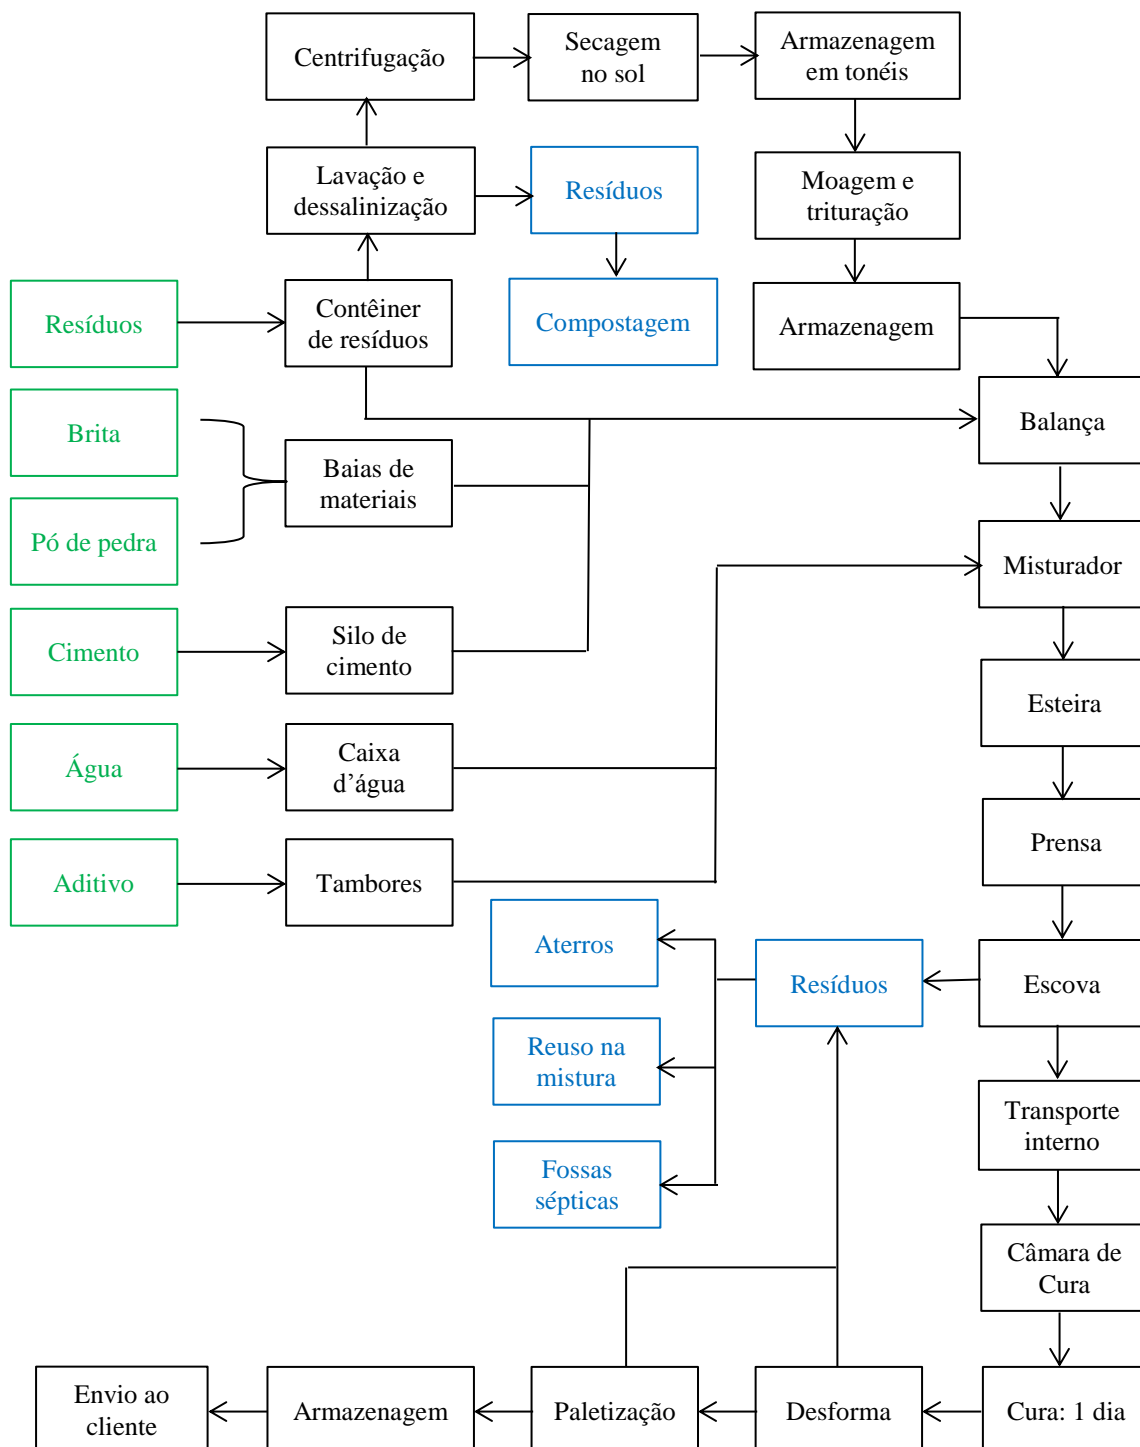 Centrifugação
Secagem
no sol
Armazenagem
em tonéis
Lavação e
dessalinização
Resíduos
Moagem e
trituração
Resíduos
Contêiner
de resíduos
Compostagem
Armazenagem
Brita
Baias de
materiais
Balança
Pó de pedra
Misturador
Cimento
Silo de
cimento
Esteira
Água
Caixa
d’água
Prensa
Aditivo
Tambores
Aterros
Resíduos
Escova
Reuso na
mistura
Transporte
interno
Fossas
sépticas
Câmara de
Cura
Envio ao
cliente
Armazenagem
Paletização
Desforma
Cura: 1 dia